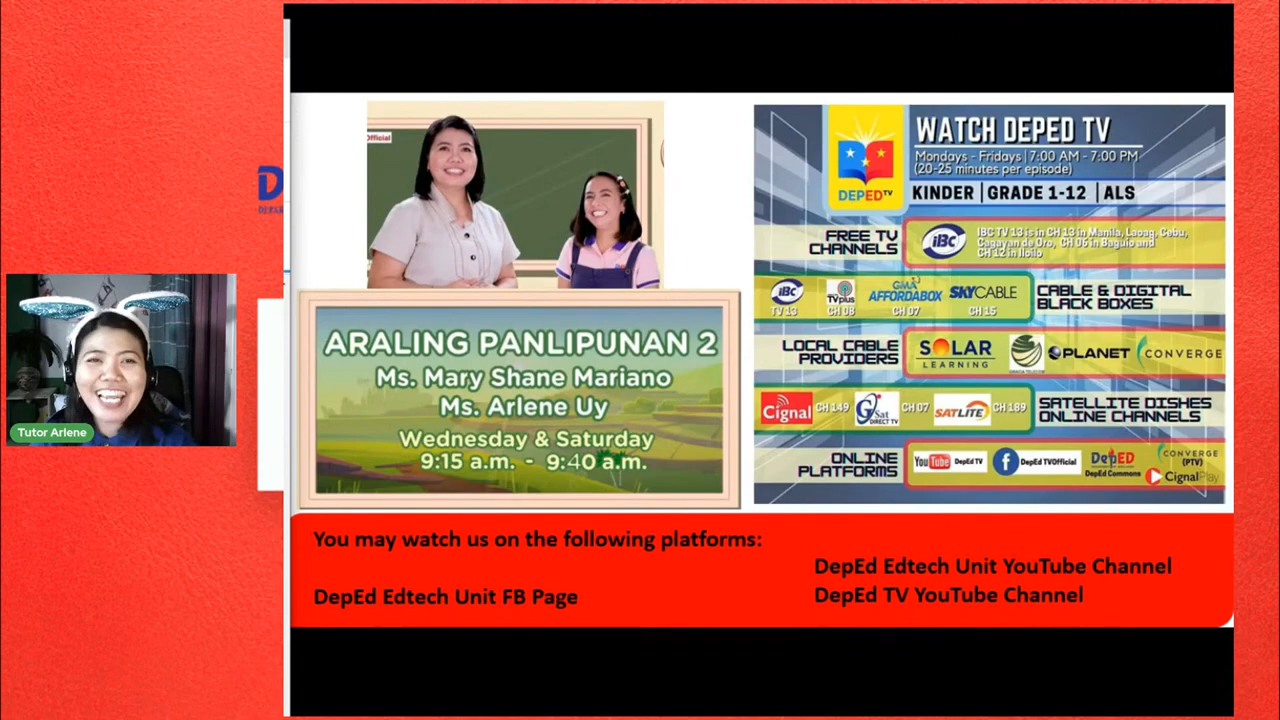 Tutor Arlene
Official
ARALING PANLIPUNAN 2
Ms. Mary Shane Mariano
Ms. Arlene Uy
Wednesday & Saturday
9:15 a.m. - 9:40 a.m.
WATCH DEPED TV
Mondays - Fridays | 7:00 AM - 7:00 PM
(20-25 minutes per episode)
DEPED TV
KINDER | GRADE 1-12 | ALS
FREE TV
CHANNELS
IBC
IBC TV 13 is in CH 13 in Manila, Laoag, Cebu,
Cagayan de Oro, CH 06 in Baguio and
CH 12 in Iloilo
IBC
TV 13
TVplus
CH 08
GMA
AFFORDABOX
CH 07
SKYCABLE
CH 15
CABLE & DIGITAL
BLACK BOXES
LOCAL CABLE
PROVIDERS
SOLAR
LEARNING
PLANET
CONVERGE
Cignal
CH 149
GSat
DIRECT TV
CH 07
SATLITE
CH 189
SATELLITE DISHES
ONLINE CHANNELS
ONLINE
PLATFORMS
YouTube
DepEd TV
DepEd TVOfficial
DepED
DepEd Commons
CONVERGE
(PTV)
CignalPlay
You may watch us on the following platforms:
DepEd Edtech Unit FB Page
DepEd Edtech Unit YouTube Channel
DepEd TV YouTube Channel